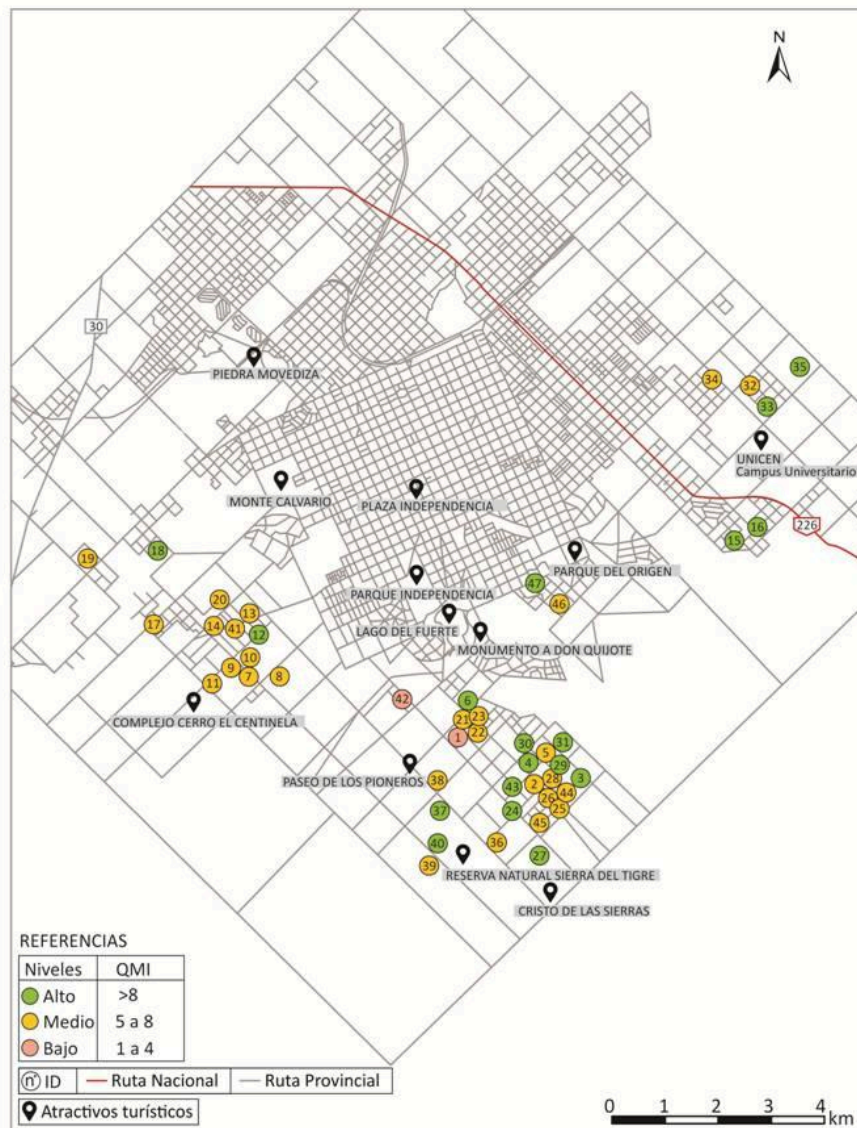 N
30
PIEDRA MOVEDIZA
35
34
32
33
UNICEN
Campus Universitario
MONTE CALVARIO
PLAZA INDEPENDENCIA
16
226
15
18
19
PARQUE DEL ORIGEN
47
PARQUE INDEPENDENCIA
46
20
13
LAGO DEL FUERTE
17
14
41
12
MONUMENTO A DON QUIJOTE
10
9
7
8
11
COMPLEJO CERRO EL CENTINELA
42
6
21
23
22
1
30
31
5
4
29
PASEO DE LOS PIONEROS
38
43
2
28
3
44
26
37
24
25
45
40
36
27
39
RESERVA NATURAL SIERRA DEL TIGRE
CRISTO DE LAS SIERRAS
REFERENCIAS
Niveles QMI
Alto >8
Medio 5 a 8
Bajo 1 a 4
n° ID Ruta Nacional Ruta Provincial
Atractivos turísticos
0 1 2 3 4
km